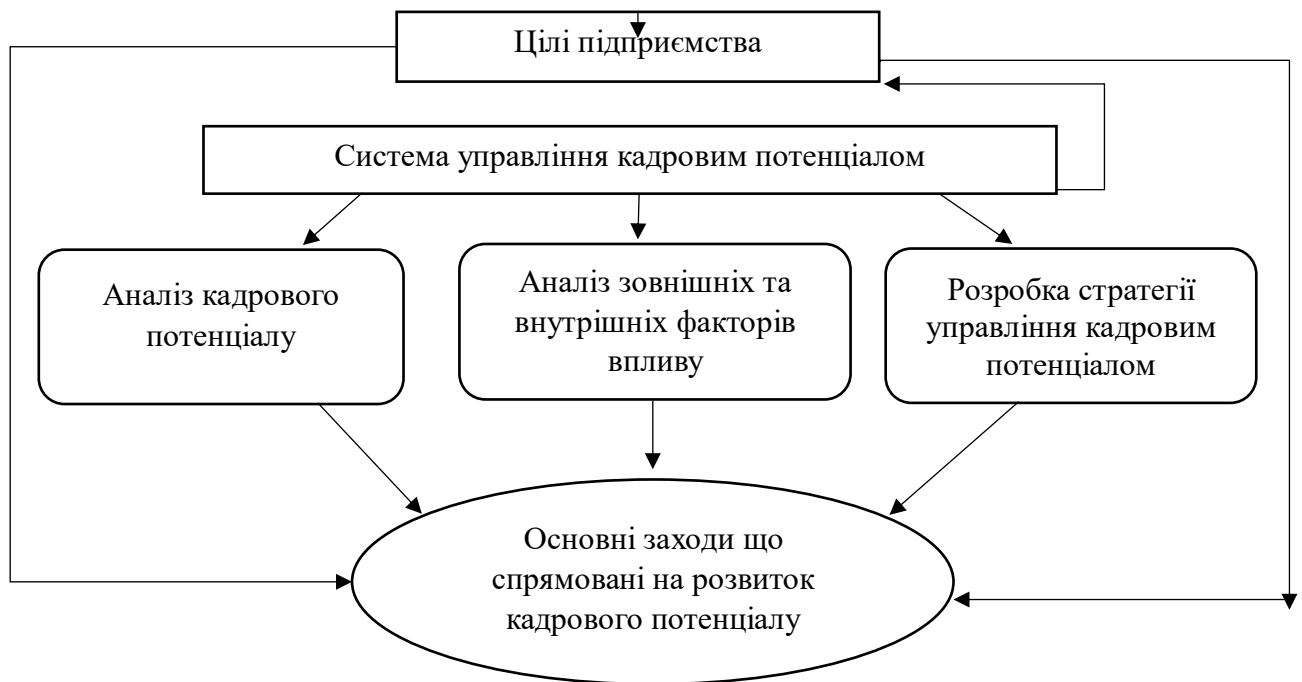 Цілі підприємства
Система управління кадровим потенціалом
Аналіз кадрового
потенціалу
Аналіз зовнішніх та
внутрішніх факторів
впливу
Розробка стратегії
управління кадровим
потенціалом
Основні заходи що
спрямовані на розвиток
кадрового потенціалу